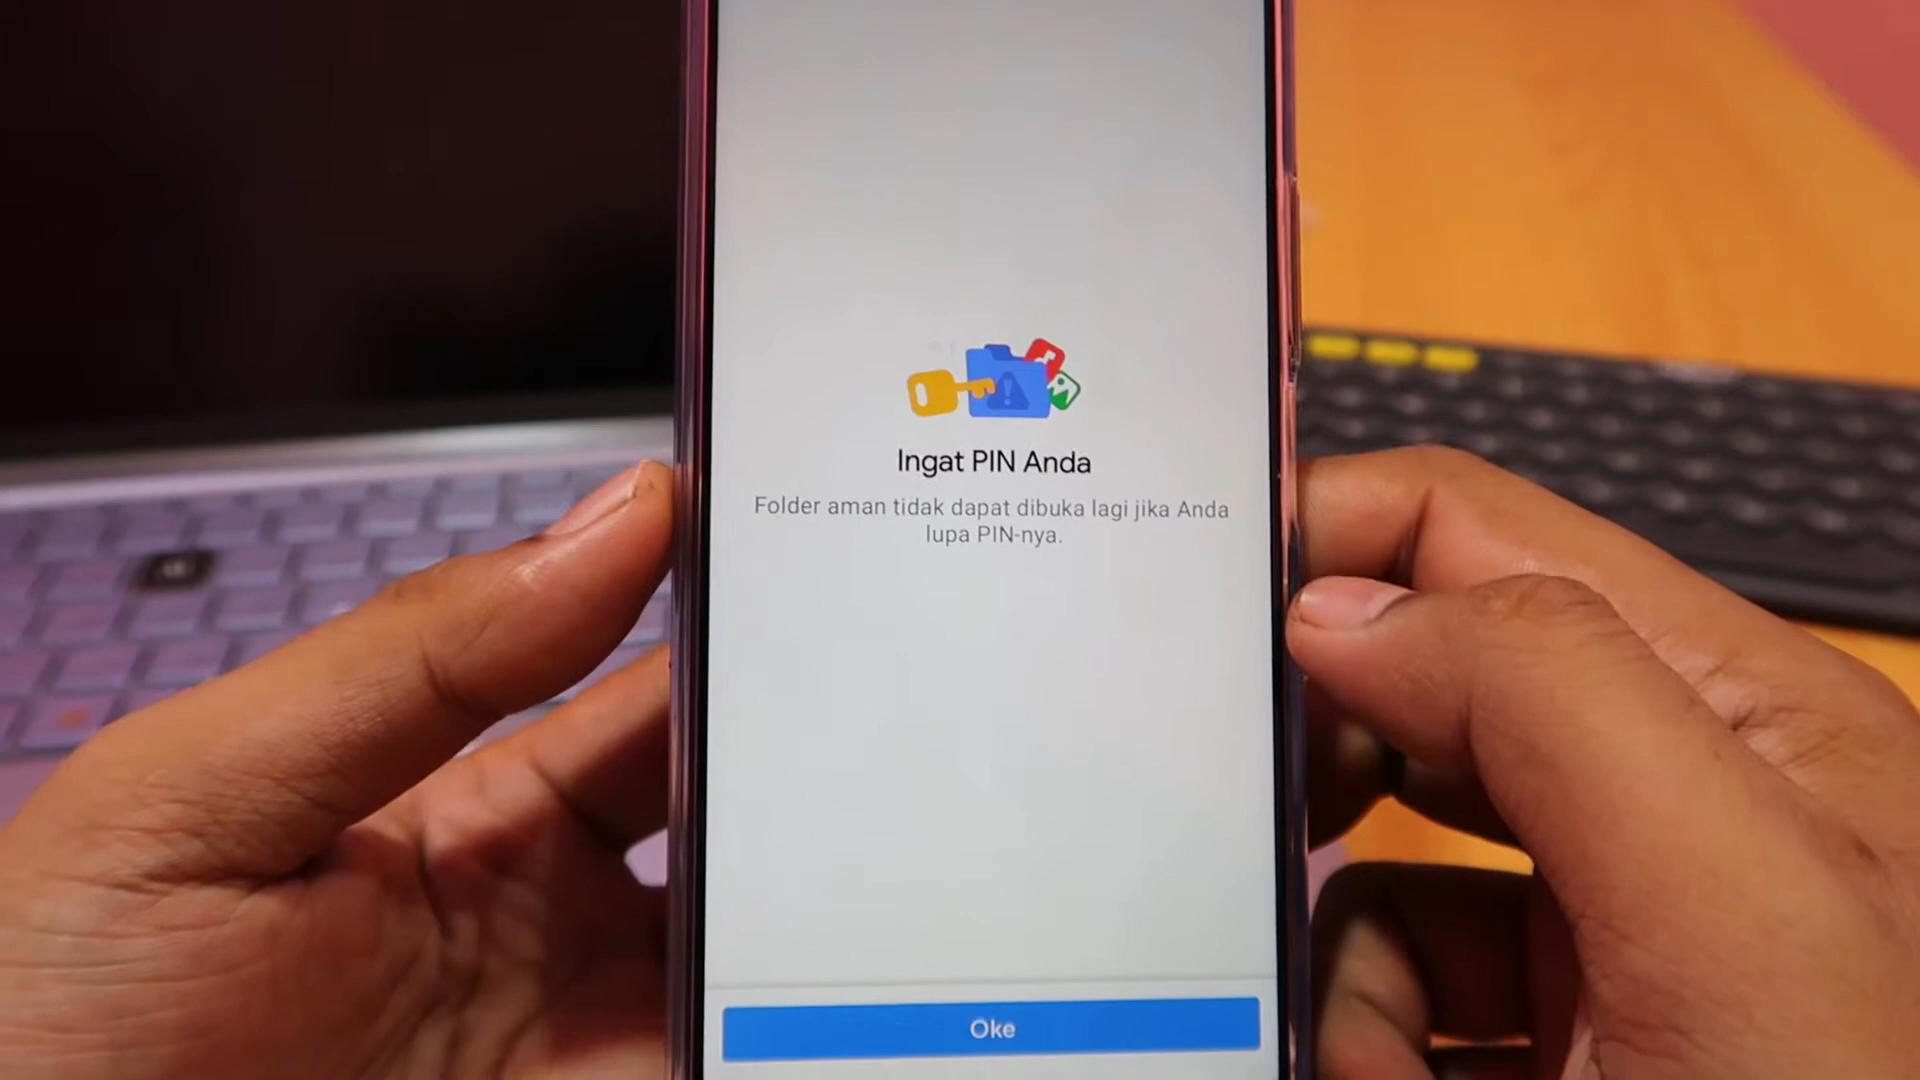 Ingat PIN Anda
Folder aman tidak dapat dibuka lagi jika Anda
lupa PIN-nya.
Oke